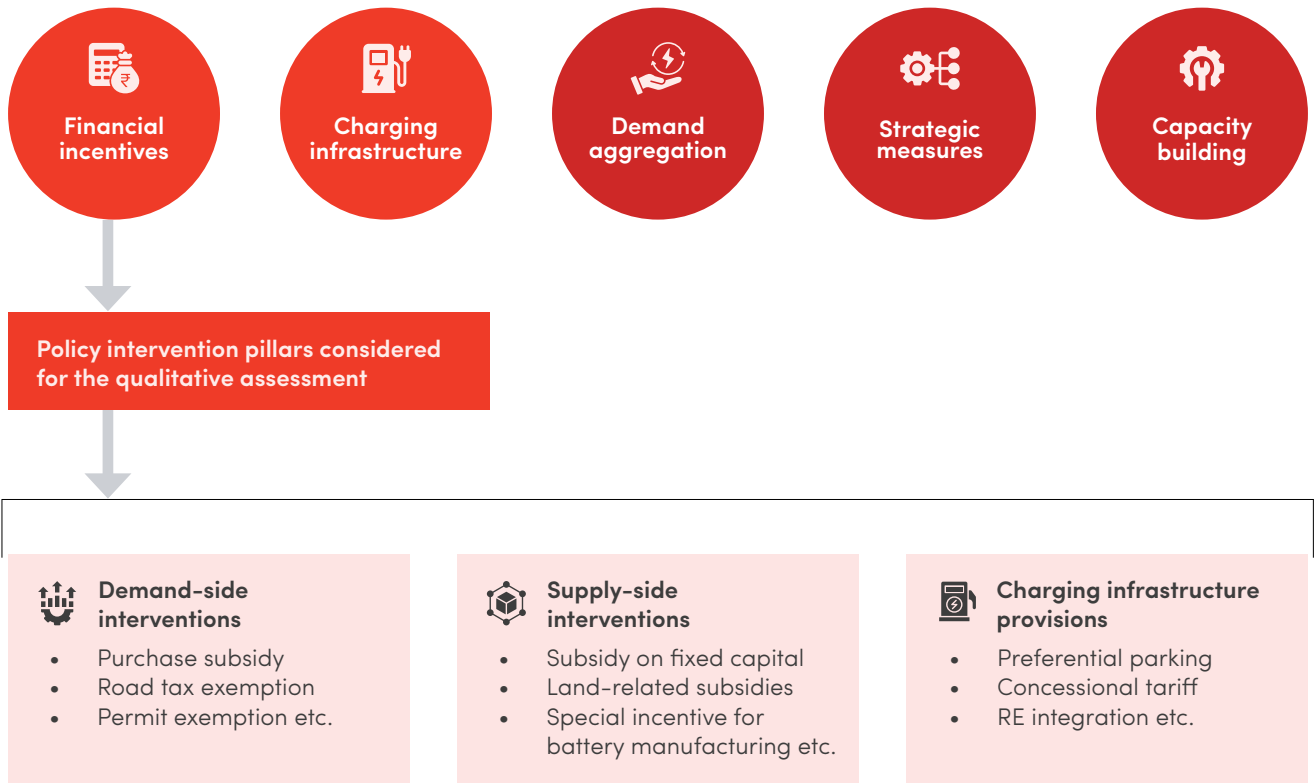 ₹
Financial
incentives
Charging
infrastructure
Demand
aggregation
Strategic
measures
Capacity
building
Policy intervention pillars considered
for the qualitative assessment
Demand-side
interventions
• Purchase subsidy
• Road tax exemption
• Permit exemption etc.
Supply-side
interventions
• Subsidy on fixed capital
• Land-related subsidies
• Special incentive for
battery manufacturing etc.
Charging infrastructure
provisions
• Preferential parking
• Concessional tariff
• RE integration etc.